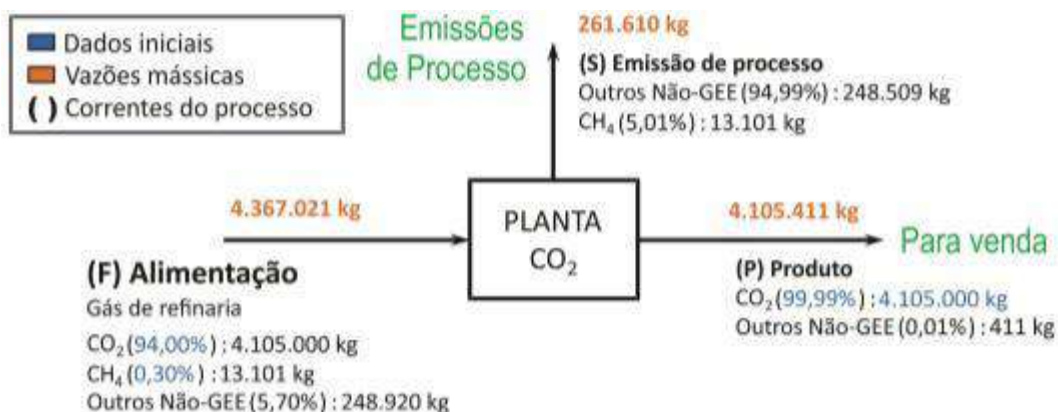 Dados iniciais
Vazões mássicas
( ) Correntes do processo
Emissões
de Processo
261.610 kg
(S) Emissão de processo
Outros Não-GEE (94,99%) : 248.509 kg
CH₄ (5,01%) : 13.101 kg
4.367.021 kg
PLANTA
CO₂
4.105.411 kg
Para venda
(F) Alimentação
Gás de refinaria
CO₂ (94,00%) : 4.105.000 kg
CH₄ (0,30%) : 13.101 kg
Outros Não-GEE (5,70%) : 248.920 kg
(P) Produto
CO₂ (99,99%) : 4.105.000 kg
Outros Não-GEE (0,01%) : 411 kg